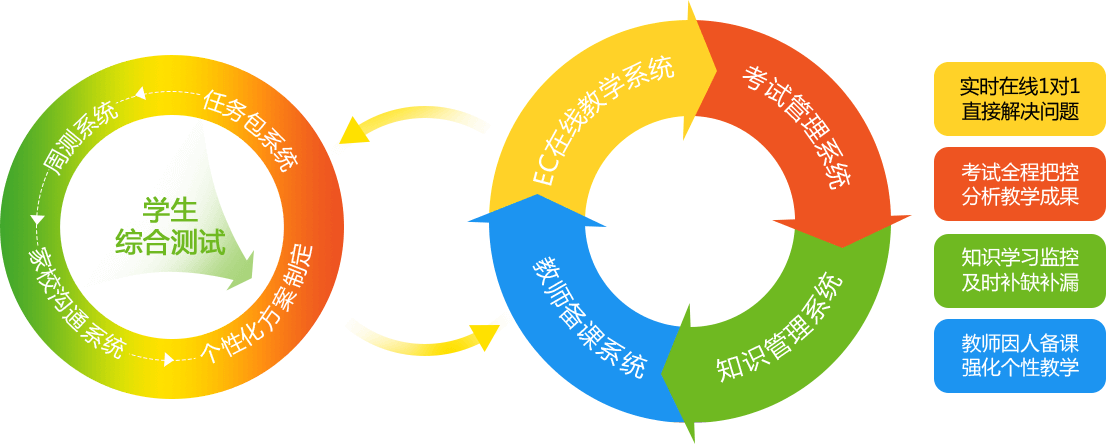 周测系统
任务包系统
学生
综合测试
家校沟通系统
个性化方案制定
EC在线教学系统
考试管理系统
教师备课系统
知识管理系统
实时在线1对1
直接解决问题
考试全程把控
分析教学成果
知识学习监控
及时补缺补漏
教师因人备课
强化个性教学